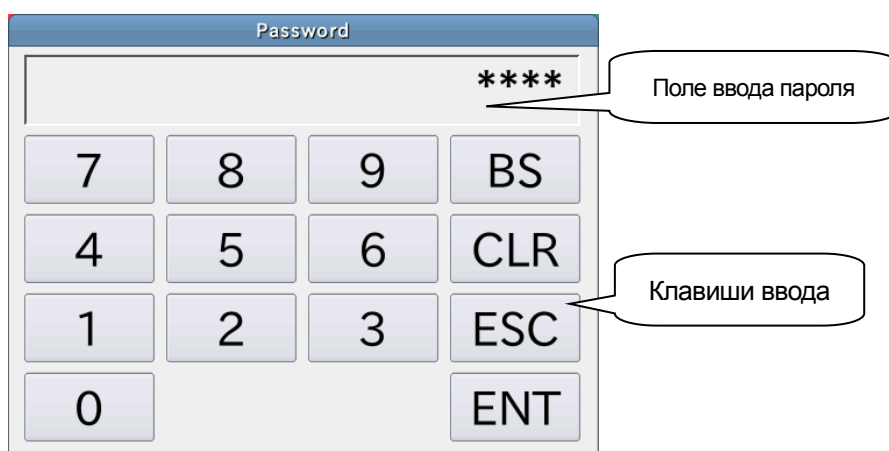 Password
****
Поле ввода пароля
7 8 9 BS
4 5 6 CLR
Клавиши ввода
1 2 3 ESC
0 ENT